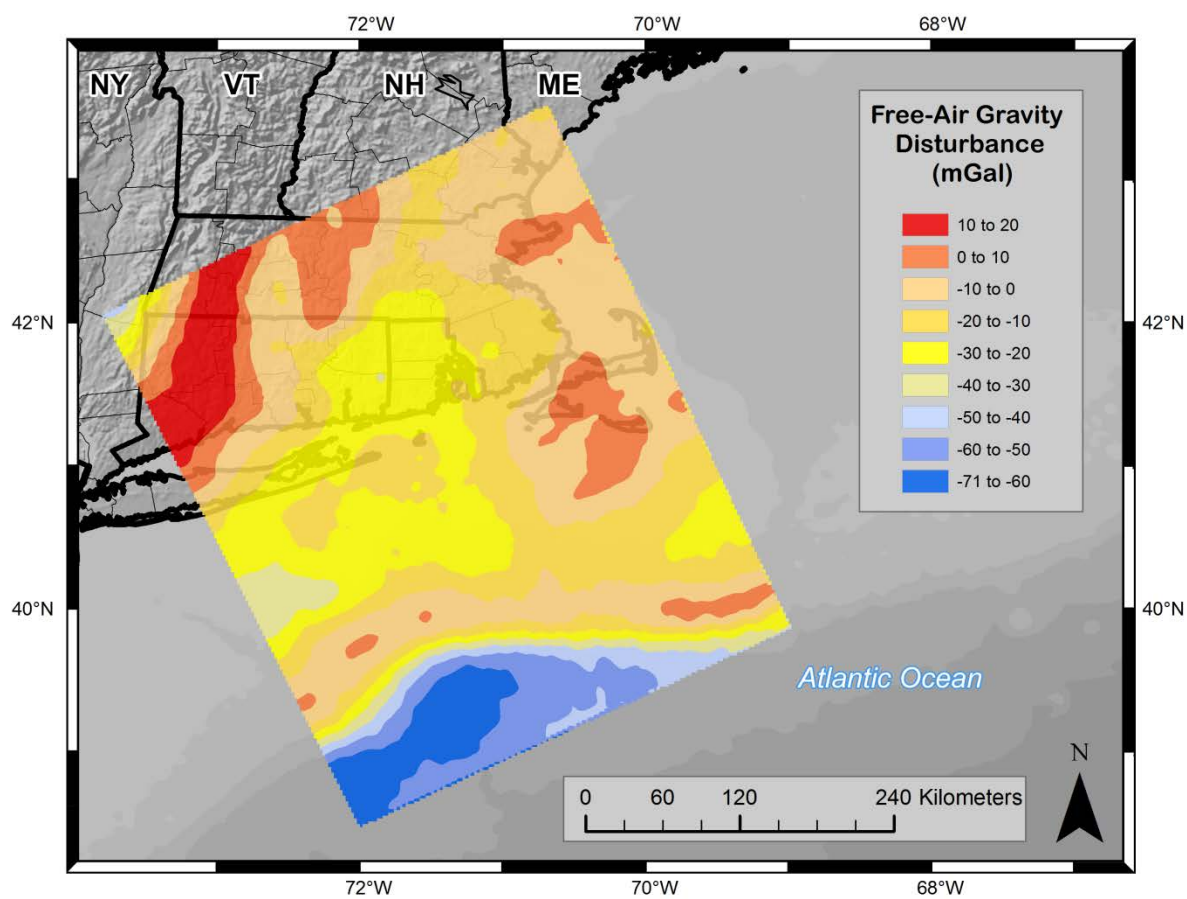 72°W 70°W 68°W
NY VT NH ME
Free-Air Gravity
Disturbance
(mGal)
10 to 20
0 to 10
-10 to 0
-20 to -10
-30 to -20
-40 to -30
-50 to -40
-60 to -50
-71 to -60
42°N 42°N
40°N 40°N
Atlantic Ocean
N
0 60 120 240 Kilometers
72°W 70°W 68°W